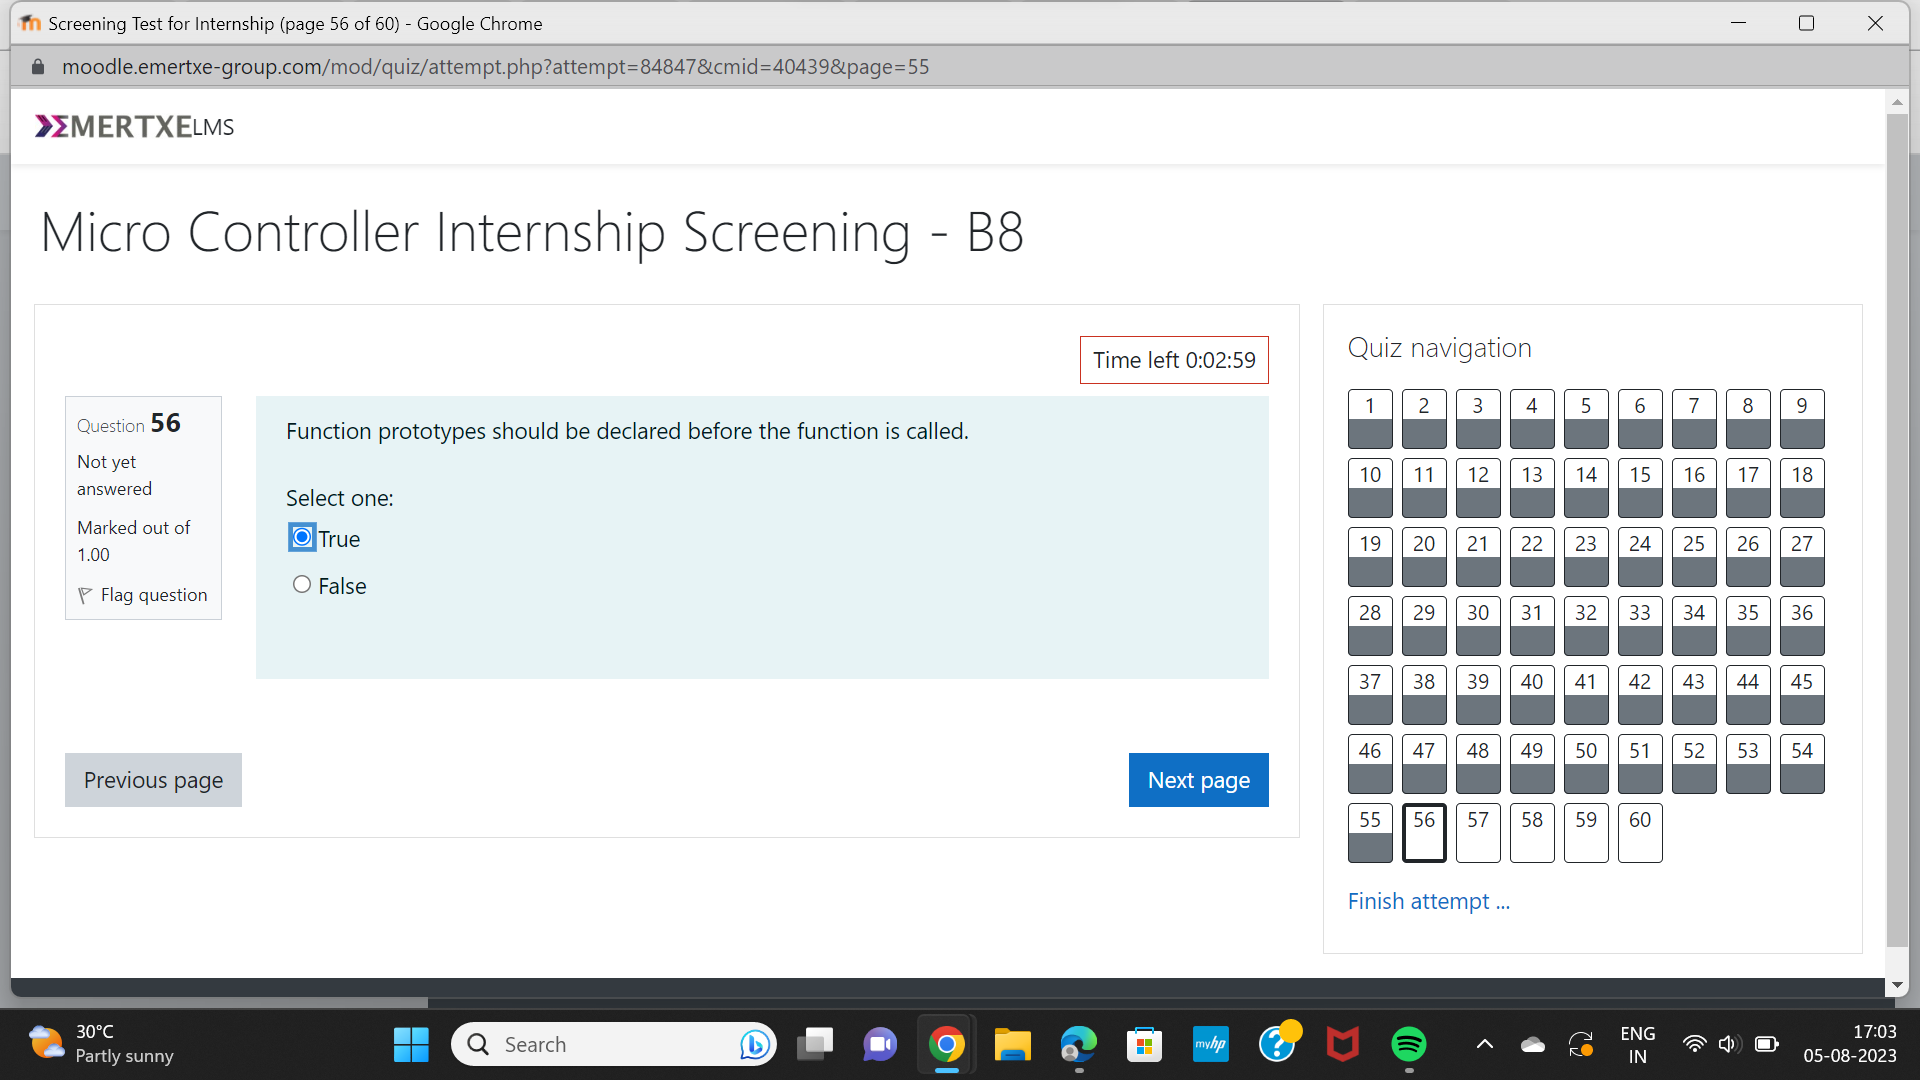 Screening Test for Internship (page 56 of 60) - Google Chrome
moodle.emertxe-group.com/mod/quiz/attempt.php?attempt=84847&cmid=40439&page=55
EMERTXE LMS
Micro Controller Internship Screening - B8
Time left 0:02:59
Question 56
Not yet
answered
Marked out of
1.00
Flag question
Function prototypes should be declared before the function is called.
Select one:
True
False
Previous page
Next page
Quiz navigation
1 2 3 4 5 6 7 8 9
10 11 12 13 14 15 16 17 18
19 20 21 22 23 24 25 26 27
28 29 30 31 32 33 34 35 36
37 38 39 40 41 42 43 44 45
46 47 48 49 50 51 52 53 54
55 56 57 58 59 60
Finish attempt ...
30°C
Partly sunny
Search
myhp
ENG
IN
17:03
05-08-2023